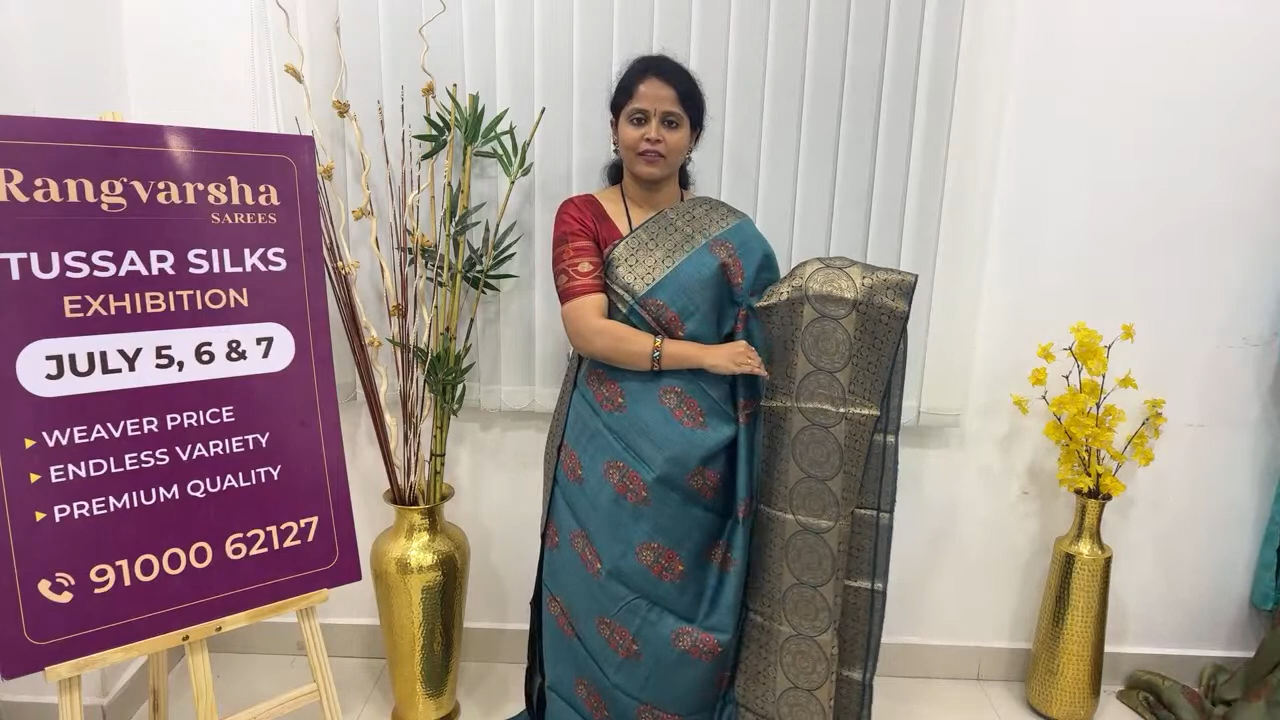 Rangvarsha
SAREES
TUSSAR SILKS
EXHIBITION
JULY 5, 6 & 7
WEAVER PRICE
ENDLESS VARIETY
PREMIUM QUALITY
91000 62127